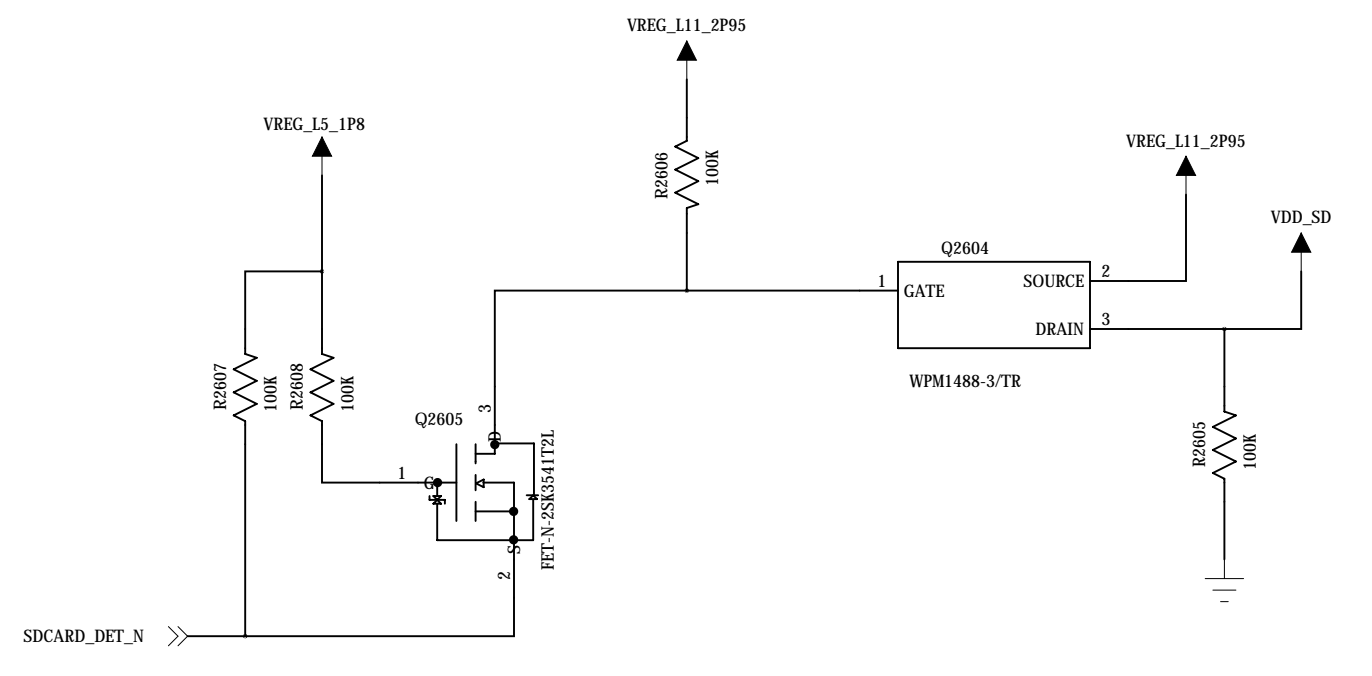 VREG_L11_2P95
VREG_L5_1P8
VREG_L11_2P95
R2606
100K
VDD_SD
Q2604
1
GATE
SOURCE
2
DRAIN
3
WPM1488-3/TR
R2607
100K
R2608
100K
Q2605
3
D
1
G
S
2
FET-N-2SK3541T2L
R2605
100K
SDCARD_DET_N